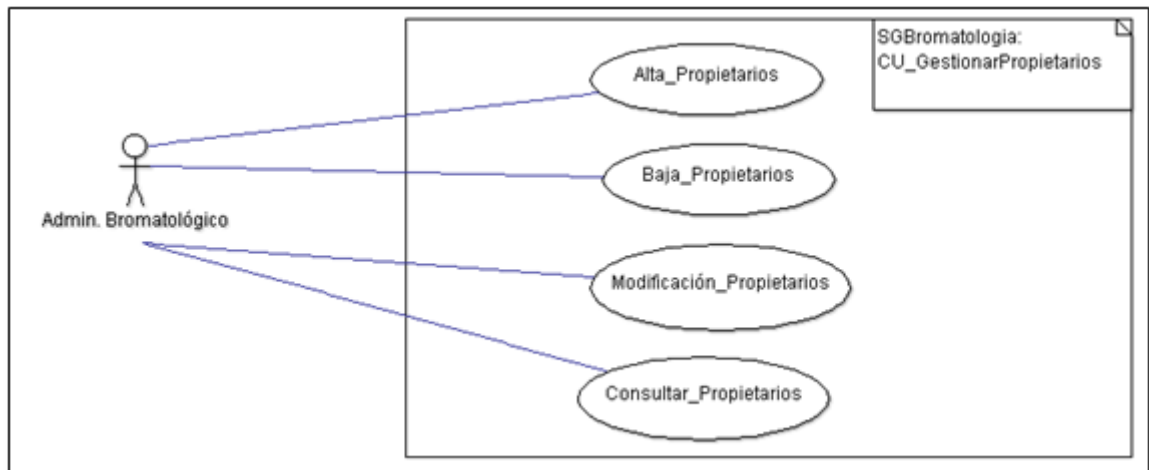 SGBromatologia:
CU_GestionarPropietarios
Alta_Propietarios
Baja_Propietarios
Admin. Bromatológico
Modificación_Propietarios
Consultar_Propietarios